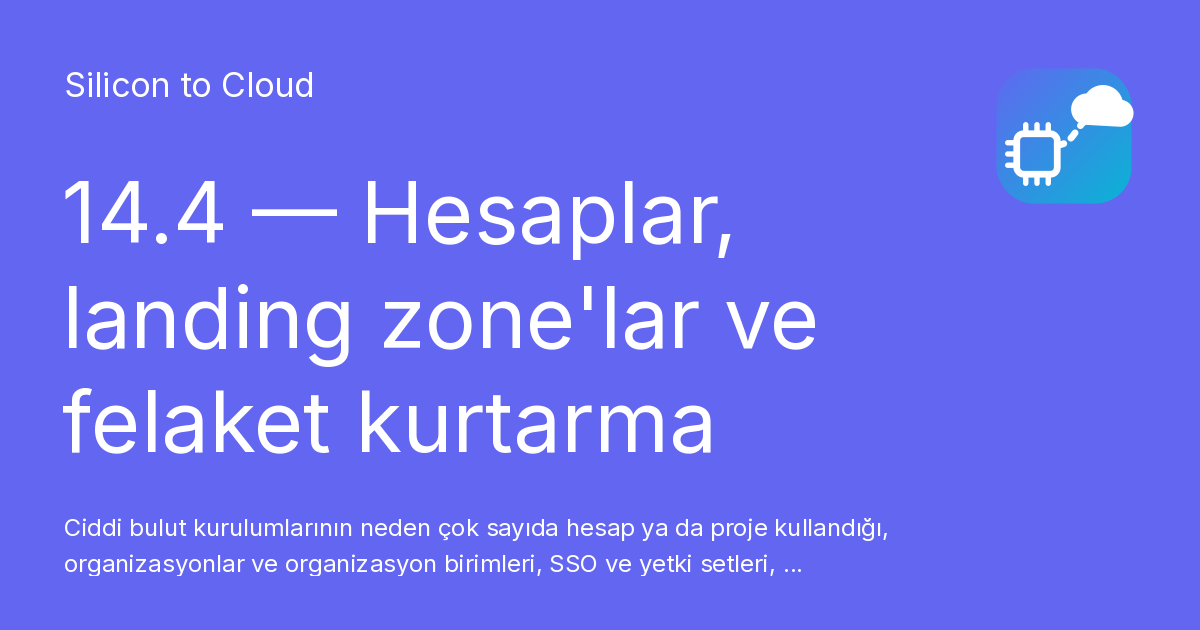 Silicon to Cloud
14.4 — Hesaplar,
landing zone'lar ve
felaket kurtarma
Ciddi bulut kurulumlarının neden çok sayıda hesap ya da proje kullandığı,
organizasyonlar ve organizasyon birimleri, SSO ve yetki setleri, ...